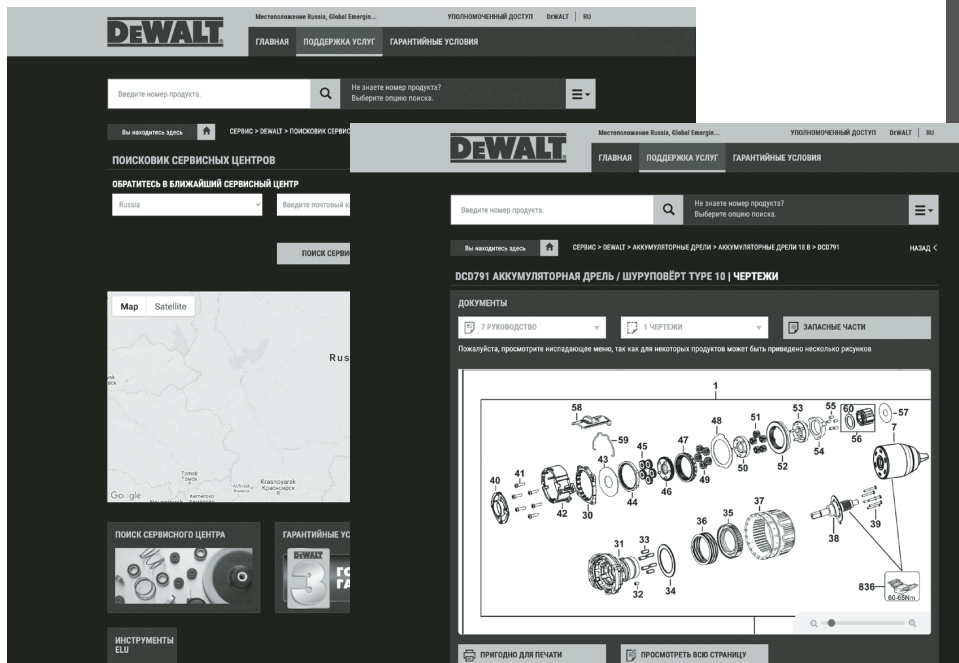 DEWALT
Местоположение Russia, Global Emergin...
УПОЛНОМОЧЕННЫЙ ДОСТУП DEWALT RU
ГЛАВНАЯ ПОДДЕРЖКА УСЛУГ ГАРАНТИЙНЫЕ УСЛОВИЯ
Введите номер продукта.
Не знаете номер продукта?
Выберите опцию поиска.
Вы находитесь здесь
СЕРВИС > DEWALT > ПОИСКОВИК СЕРВИС
ПОИСКОВИК СЕРВИСНЫХ ЦЕНТРОВ
ОБРАТИТЕСЬ В БЛИЖАЙШИЙ СЕРВИСНЫЙ ЦЕНТР
Russia
Введите почтовый к
ПОИСК СЕРВИ
Map Satellite
Rus
Tomsk
Томск
Achinsk
Ачинск
Krasnoyarsk
Красноярск
Kemerovo
Google
ПОИСК СЕРВИСНОГО ЦЕНТРА
ГАРАНТИЙНЫЕ УС
DEWALT
3
ГО
ГА
ИНСТРУМЕНТЫ
ELU
DEWALT
Местоположение Russia, Global Emergin...
УПОЛНОМОЧЕННЫЙ ДОСТУП DEWALT RU
ГЛАВНАЯ ПОДДЕРЖКА УСЛУГ ГАРАНТИЙНЫЕ УСЛОВИЯ
Введите номер продукта.
Не знаете номер продукта?
Выберите опцию поиска.
Вы находитесь здесь
СЕРВИС > DEWALT > АККУМУЛЯТОРНЫЕ ДРЕЛИ > АККУМУЛЯТОРНЫЕ ДРЕЛИ 18 В > DCD791
НАЗАД <
DCD791 АККУМУЛЯТОРНАЯ ДРЕЛЬ / ШУРУПОВЁРТ TYPE 10 | ЧЕРТЕЖИ
ДОКУМЕНТЫ
7 РУКОВОДСТВО
1 ЧЕРТЕЖИ
ЗАПАСНЫЕ ЧАСТИ
Пожалуйста, просмотрите ниспадающее меню, так как для некоторых продуктов может быть приведено несколько рисунков
1
58
59
48
51
53
55
60
57
7
56
54
52
50
49
47
45
46
43
44
41
40
42
30
37
35
36
33
31
32
34
38
39
836
60-65Nm
ПРИГОДНО ДЛЯ ПЕЧАТИ
ПРОСМОТРЕТЬ ВСЮ СТРАНИЦУ